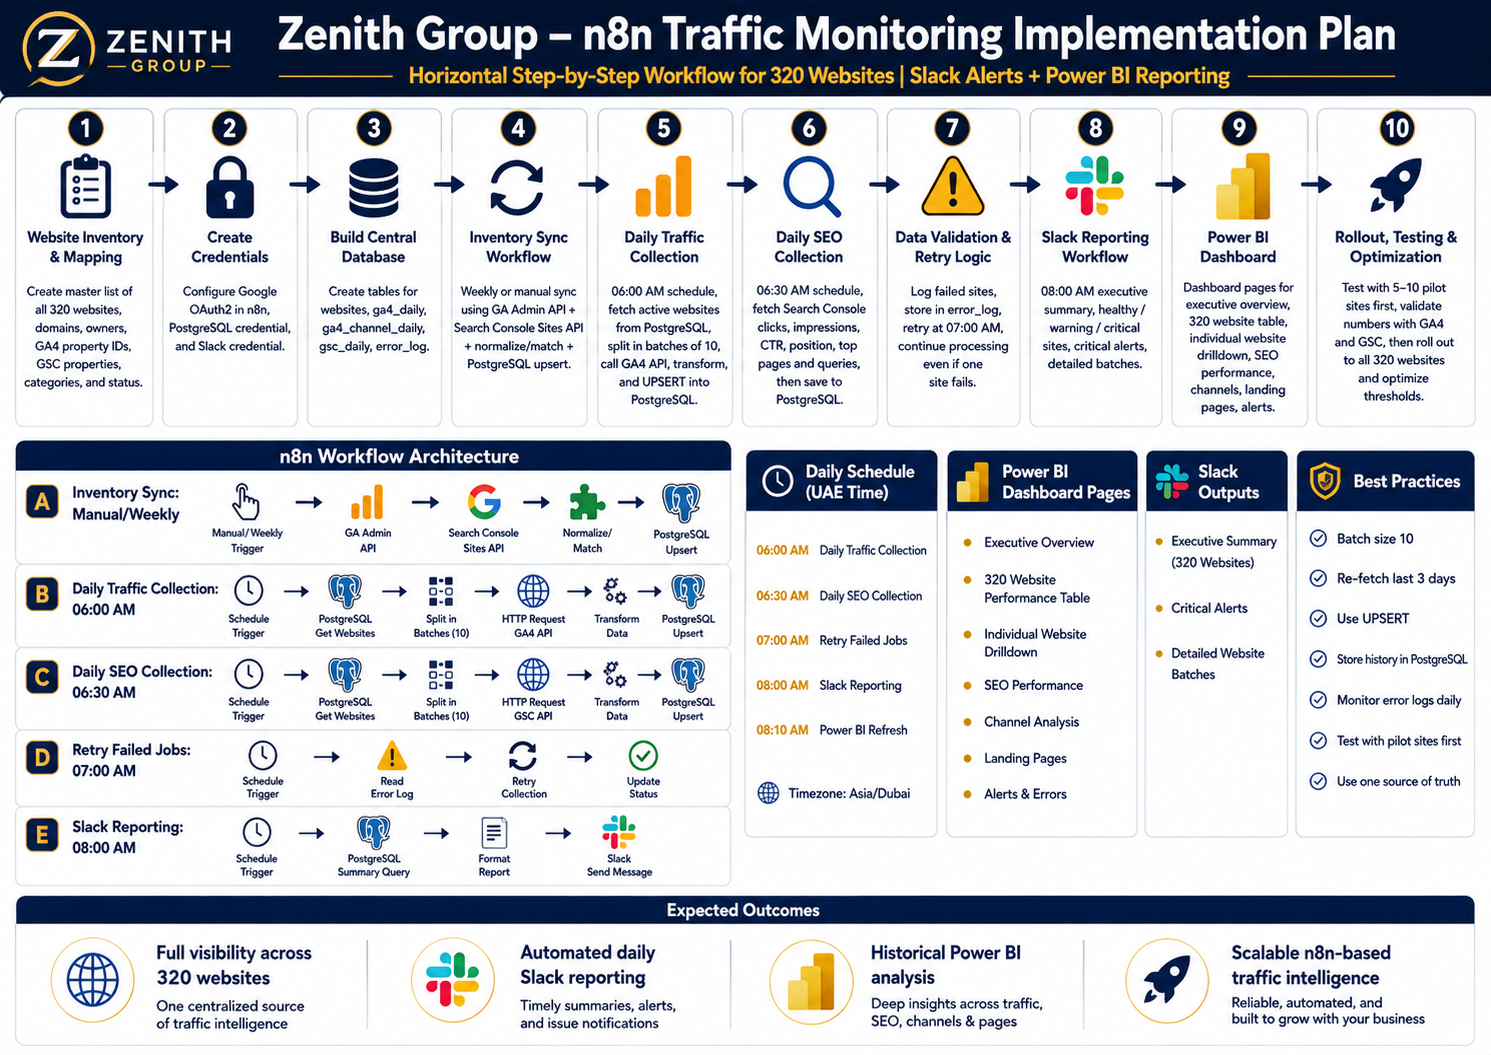 ZENITH
GROUP
Zenith Group – n8n Traffic Monitoring Implementation Plan
Horizontal Step-by-Step Workflow for 320 Websites | Slack Alerts + Power BI Reporting
1
Website Inventory
& Mapping
Create master list of
all 320 websites,
domains, owners,
GA4 property IDs,
GSC properties,
categories, and status.
2
Create
Credentials
Configure Google
OAuth2 in n8n,
PostgreSQL credential,
and Slack credential.
3
Build Central
Database
Create tables for
websites, ga4_daily,
ga4_channel_daily,
gsc_daily, error_log.
4
Inventory Sync
Workflow
Weekly or manual sync
using GA Admin API +
Search Console Sites API
+ normalize/match +
PostgreSQL upsert.
5
Daily Traffic
Collection
06:00 AM schedule,
fetch active websites
from PostgreSQL,
split in batches of 10,
call GA4 API, transform,
and UPSERT into
PostgreSQL.
6
Daily SEO
Collection
06:30 AM schedule,
fetch Search Console
clicks, impressions,
CTR, position, top
pages and queries,
then save to
PostgreSQL.
7
Data Validation &
Retry Logic
Log failed sites,
store in error_log,
retry at 07:00 AM,
continue processing
even if one
site fails.
8
Slack Reporting
Workflow
08:00 AM executive
summary, healthy /
warning / critical
sites, critical alerts,
detailed batches.
9
Power BI
Dashboard
Dashboard pages for
executive overview,
320 website table,
individual website
drilldown, SEO
performance,
channels, landing
pages, alerts.
10
Rollout, Testing &
Optimization
Test with 5–10 pilot
sites first, validate
numbers with GA4
and GSC, then roll out
to all 320 websites
and optimize
thresholds.
n8n Workflow Architecture
A
Inventory Sync:
Manual/Weekly
Manual/Weekly
Trigger
GA Admin
API
Search Console
Sites API
Normalize/
Match
PostgreSQL
Upsert
B
Daily Traffic Collection:
06:00 AM
Schedule
Trigger
PostgreSQL
Get Websites
Split in
Batches (10)
HTTP Request
GA4 API
Transform
Data
PostgreSQL
Upsert
C
Daily SEO Collection:
06:30 AM
Schedule
Trigger
PostgreSQL
Get Websites
Split in
Batches (10)
HTTP Request
GSC API
Transform
Data
PostgreSQL
Upsert
D
Retry Failed Jobs:
07:00 AM
Schedule
Trigger
Read
Error Log
Retry
Collection
Update
Status
E
Slack Reporting:
08:00 AM
Schedule
Trigger
PostgreSQL
Summary Query
Format
Report
Slack
Send Message
Daily Schedule
(UAE Time)
06:00 AM Daily Traffic Collection
06:30 AM Daily SEO Collection
07:00 AM Retry Failed Jobs
08:00 AM Slack Reporting
08:10 AM Power BI Refresh
Timezone: Asia/Dubai
Power BI
Dashboard Pages
Executive Overview
320 Website
Performance Table
Individual Website
Drilldown
SEO Performance
Channel Analysis
Landing Pages
Alerts & Errors
Slack
Outputs
Executive Summary
(320 Websites)
Critical Alerts
Detailed Website
Batches
Best Practices
Batch size 10
Re-fetch last 3 days
Use UPSERT
Store history in PostgreSQL
Monitor error logs daily
Test with pilot sites first
Use one source of truth
Expected Outcomes
Full visibility across
320 websites
One centralized source
of traffic intelligence
Automated daily
Slack reporting
Timely summaries, alerts,
and issue notifications
Historical Power BI
analysis
Deep insights across traffic,
SEO, channels & pages
Scalable n8n-based
traffic intelligence
Reliable, automated, and
built to grow with your business